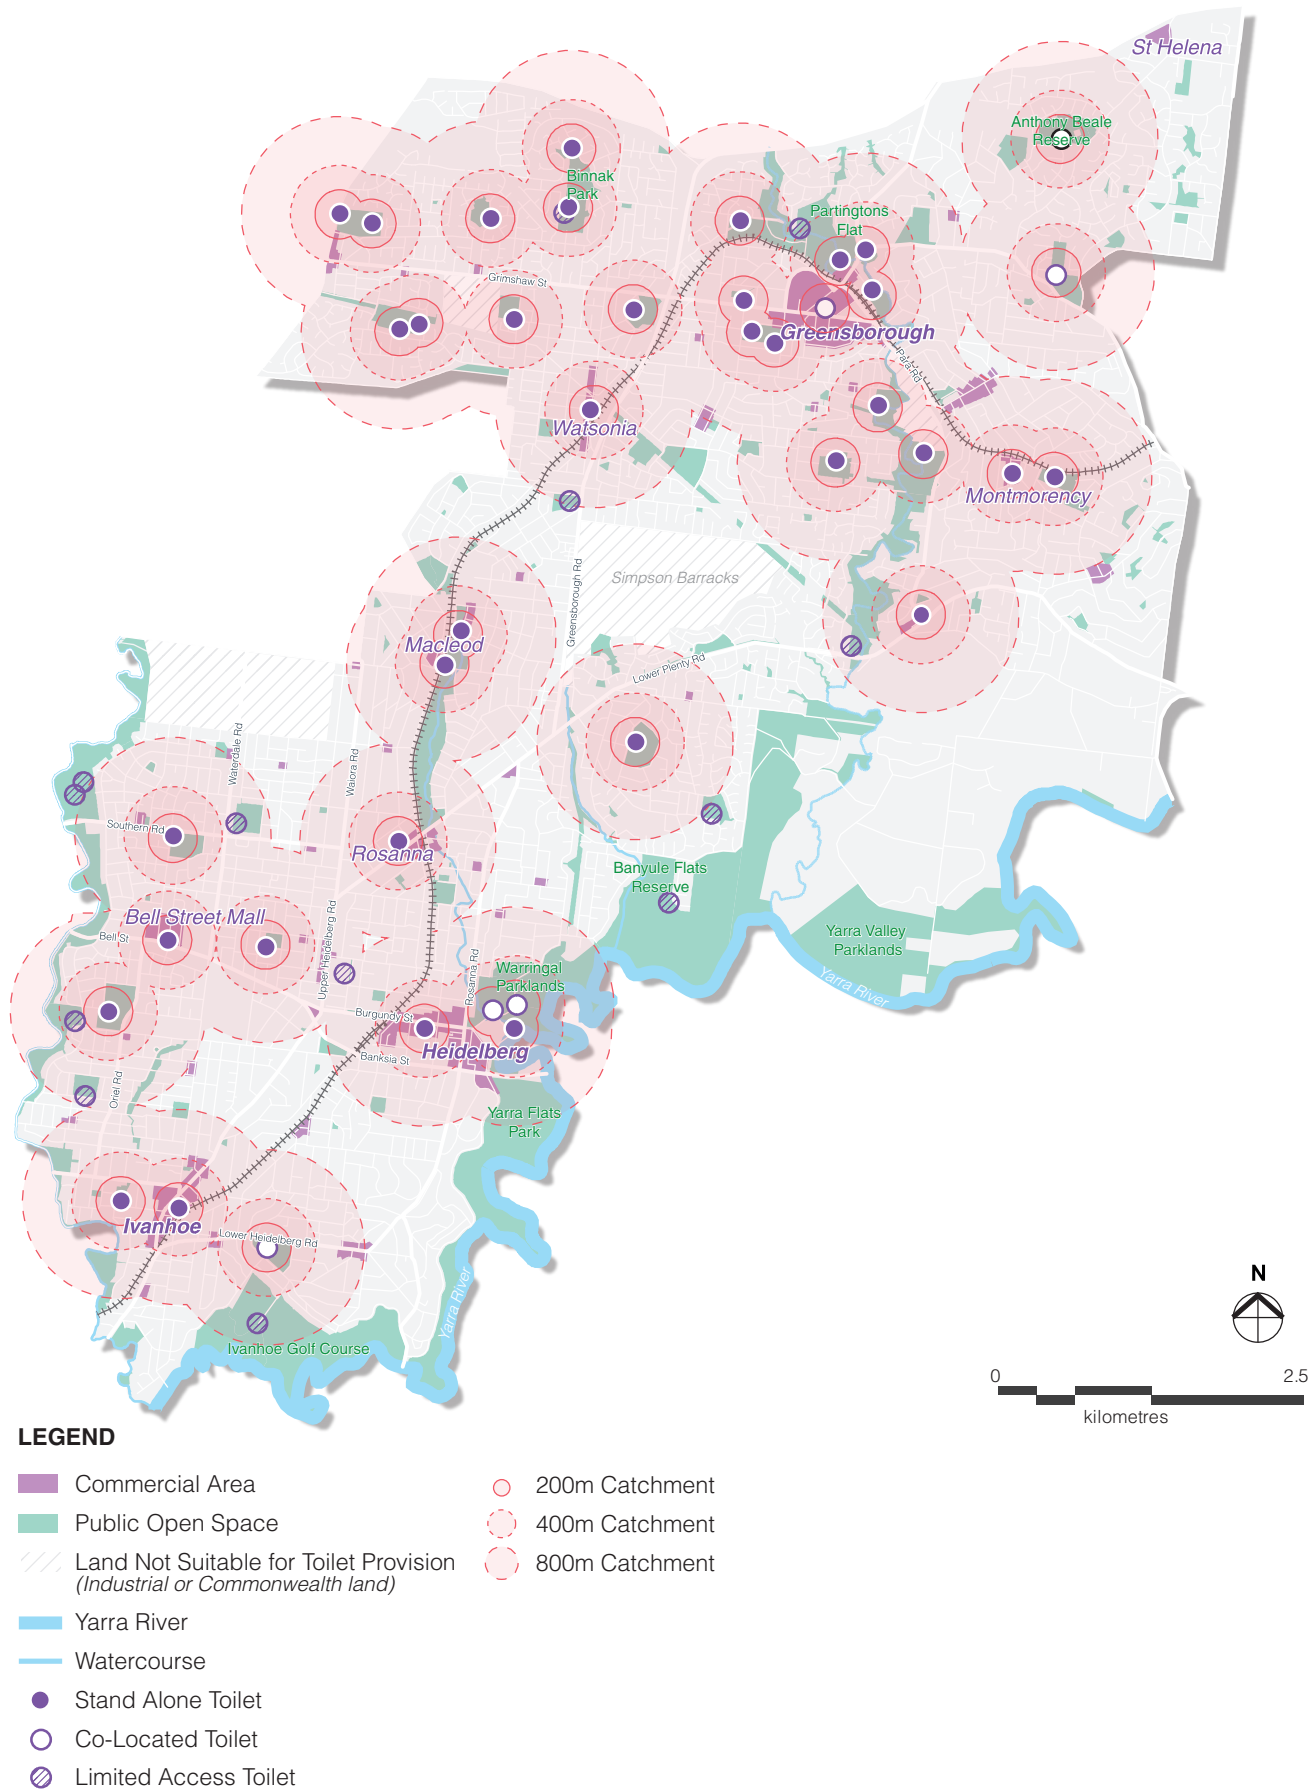 St Helena
Anthony Beale
Reserve
Binnak
Park
Partingtons
Flat
Grimshaw St
Greensborough
Para Rd
Watsonia
Montmorency
Simpson Barracks
Greensborough Rd
Macleod
Lower Plenty Rd
Waterdale Rd
Waiora Rd
Southern Rd
Rosanna
Banyule Flats
Reserve
Bell Street Mall
Bell St
Upper Heidelberg Rd
Yarra Valley
Parklands
Rosanna Rd
Warringal
Parklands
Yarra River
Burgundy St
Heidelberg
Banksia St
Oriel Rd
Yarra Flats
Park
Ivanhoe
Lower Heidelberg Rd
Yarra River
Ivanhoe Golf Course
N
0
2.5
kilometres
LEGEND
Commercial Area
Public Open Space
Land Not Suitable for Toilet Provision
(Industrial or Commonwealth land)
Yarra River
Watercourse
Stand Alone Toilet
Co-Located Toilet
Limited Access Toilet
200m Catchment
400m Catchment
800m Catchment